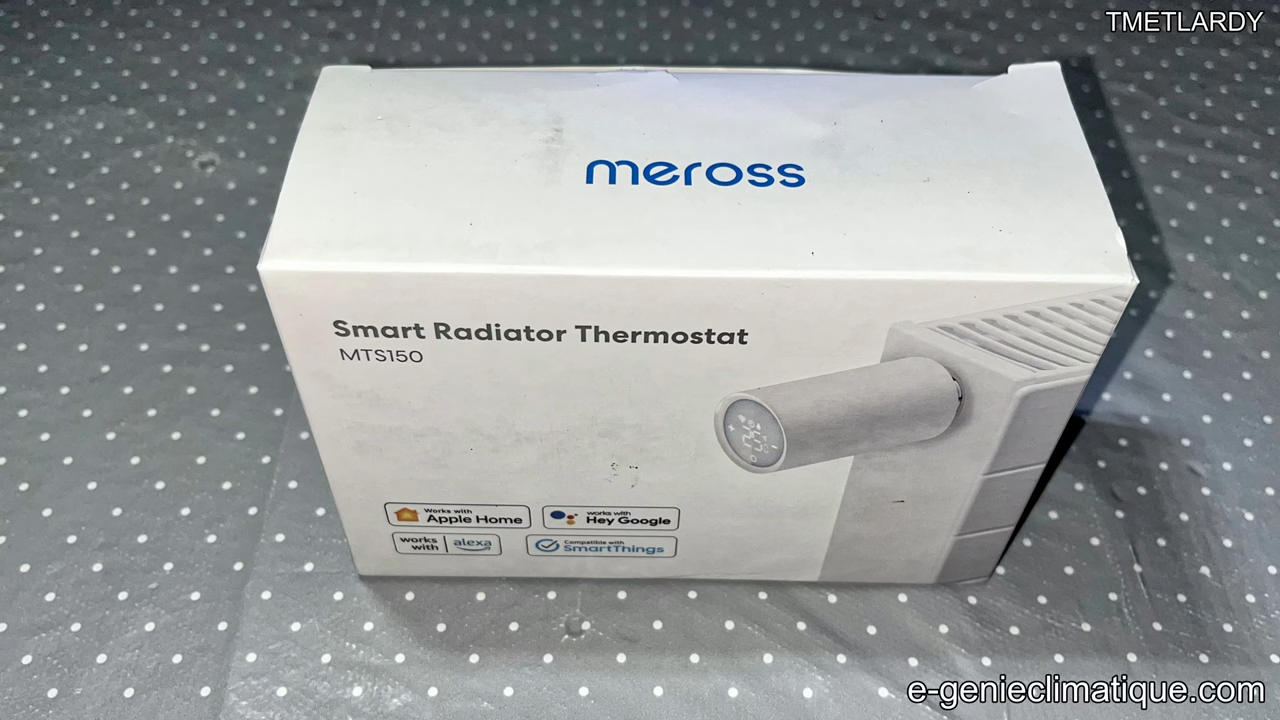 TMETLARDY
meross
Smart Radiator Thermostat
MTS150
Works with
Apple Home
works with
Hey Google
works
with
alexa
Compatible with
SmartThings
e-genieclimatique.com